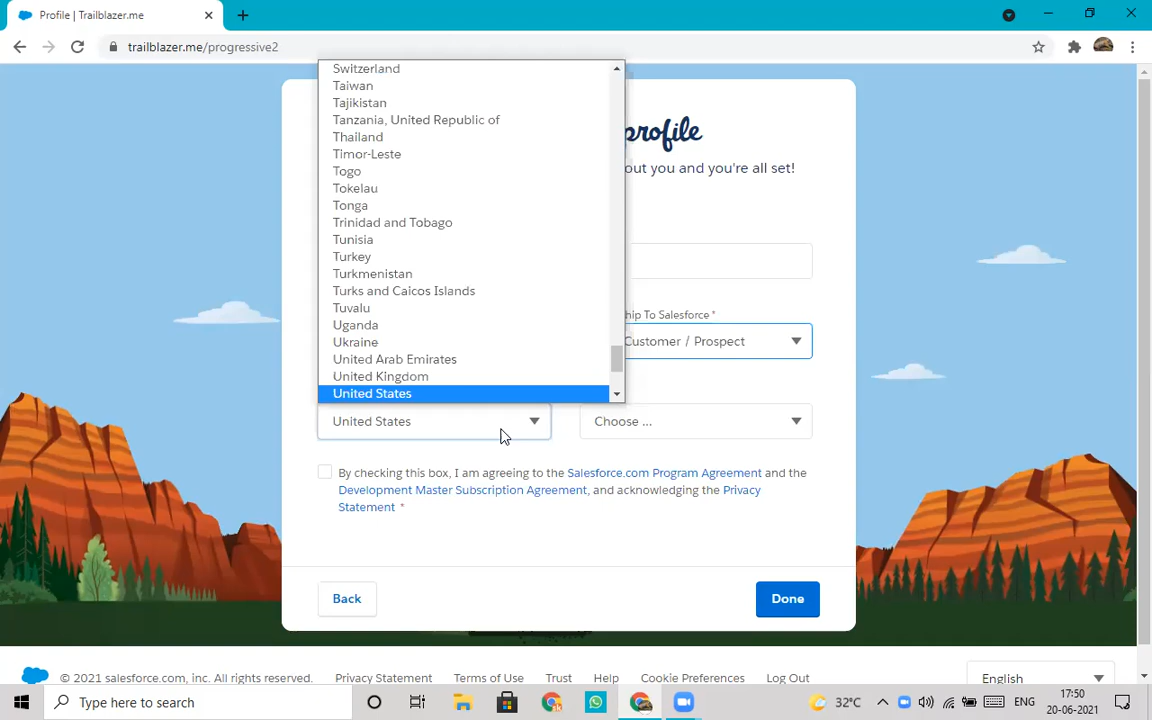 Profile | Trailblazer.me
trailblazer.me/progressive2
Switzerland
Taiwan
Tajikistan
Tanzania, United Republic of
Thailand
Timor-Leste
Togo
Tokelau
Tonga
Trinidad and Tobago
Tunisia
Turkey
Turkmenistan
Turks and Caicos Islands
Tuvalu
Uganda
Ukraine
United Arab Emirates
United Kingdom
United States
profile
out you and you're all set!
hip To Salesforce *
Customer / Prospect
United States
Choose ...
By checking this box, I am agreeing to the Salesforce.com Program Agreement and the
Development Master Subscription Agreement, and acknowledging the Privacy
Statement *
Back
Done
© 2021 salesforce.com, inc. All rights reserved. Privacy Statement Terms of Use Trust Help Cookie Preferences Log Out English
Type here to search
32°C
ENG
17:50
20-06-2021